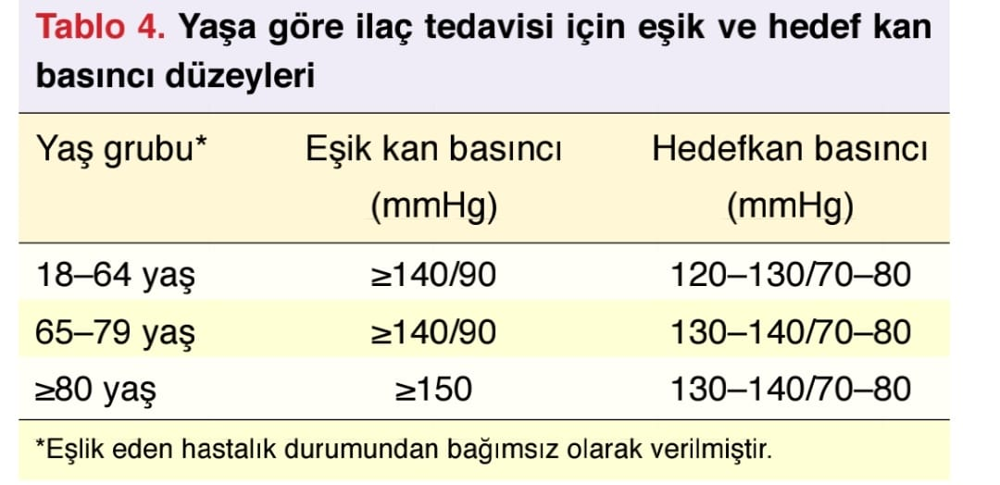 Tablo 4. Yaşa göre ilaç tedavisi için eşik ve hedef kan
basıncı düzeyleri
Yaş grubu* Eşik kan basıncı Hedefkan basıncı
(mmHg) (mmHg)
18–64 yaş ≥140/90 120–130/70–80
65–79 yaş ≥140/90 130–140/70–80
≥80 yaş ≥150 130–140/70–80
*Eşlik eden hastalık durumundan bağımsız olarak verilmiştir.